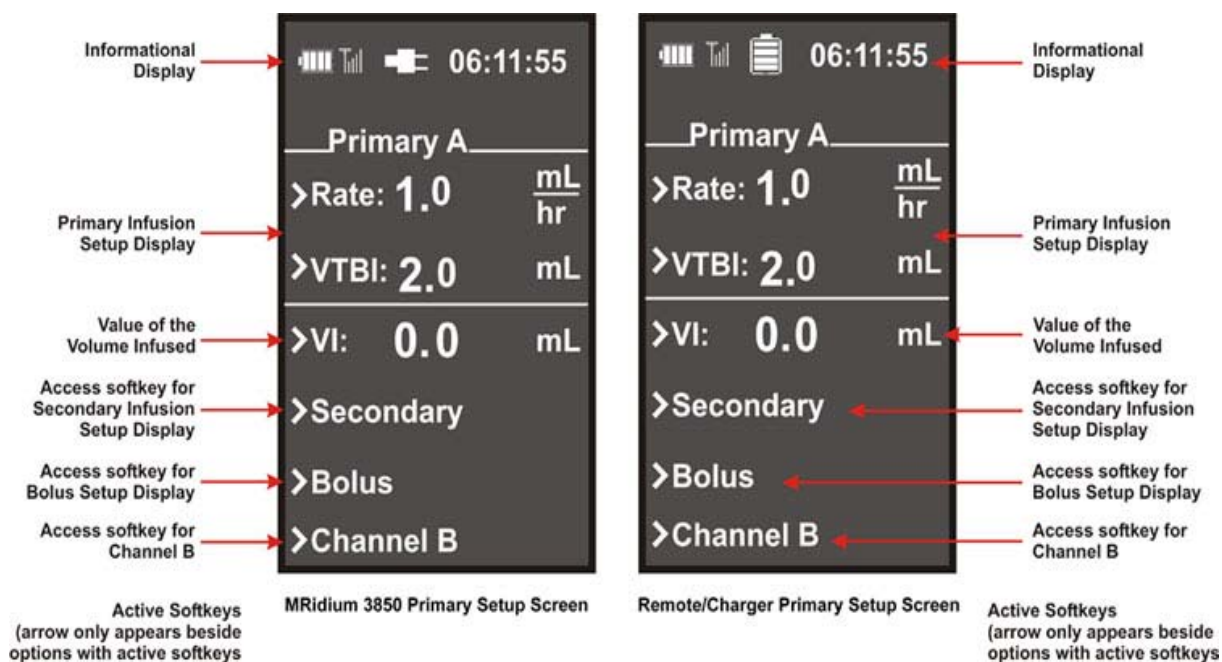 Informational
Display
06:11:55
Primary A
Rate: 1.0 mL
hr
Primary Infusion
Setup Display
VTBI: 2.0 mL
Value of the
Volume Infused
VI: 0.0 mL
Access softkey for
Secondary Infusion
Setup Display
Secondary
Access softkey for
Bolus Setup Display
Bolus
Access softkey for
Channel B
Channel B
MRidium 3850 Primary Setup Screen
Active Softkeys
(arrow only appears beside
options with active softkeys
06:11:55
Informational
Display
Primary A
Rate: 1.0 mL
hr
Primary Infusion
Setup Display
VTBI: 2.0 mL
VI: 0.0 mL
Value of the
Volume Infused
Secondary
Access softkey for
Secondary Infusion
Setup Display
Bolus
Access softkey for
Bolus Setup Display
Channel B
Access softkey for
Channel B
Remote/Charger Primary Setup Screen
Active Softkeys
(arrow only appears beside
options with active softkeys